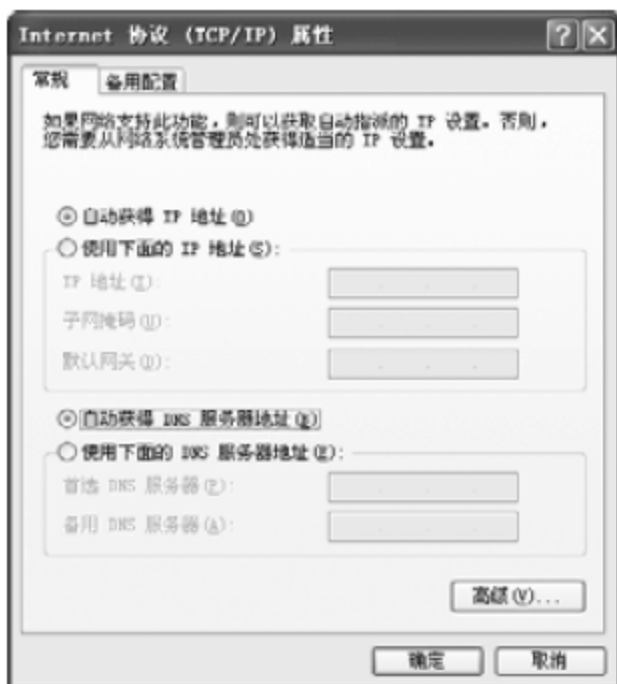 Internet 协议 (TCP/IP) 属性
常规 备用配置
如果网络支持此功能，则可以获取自动指派的 IP 设置。否则，
您需要从网络系统管理员处获得适当的 IP 设置。
自动获得 IP 地址(O)
使用下面的 IP 地址(S):
IP 地址(I):
子网掩码(U):
默认网关(D):
自动获得 DNS 服务器地址(B)
使用下面的 DNS 服务器地址(E):
首选 DNS 服务器(P):
备用 DNS 服务器(A):
高级(V)...
确定 取消